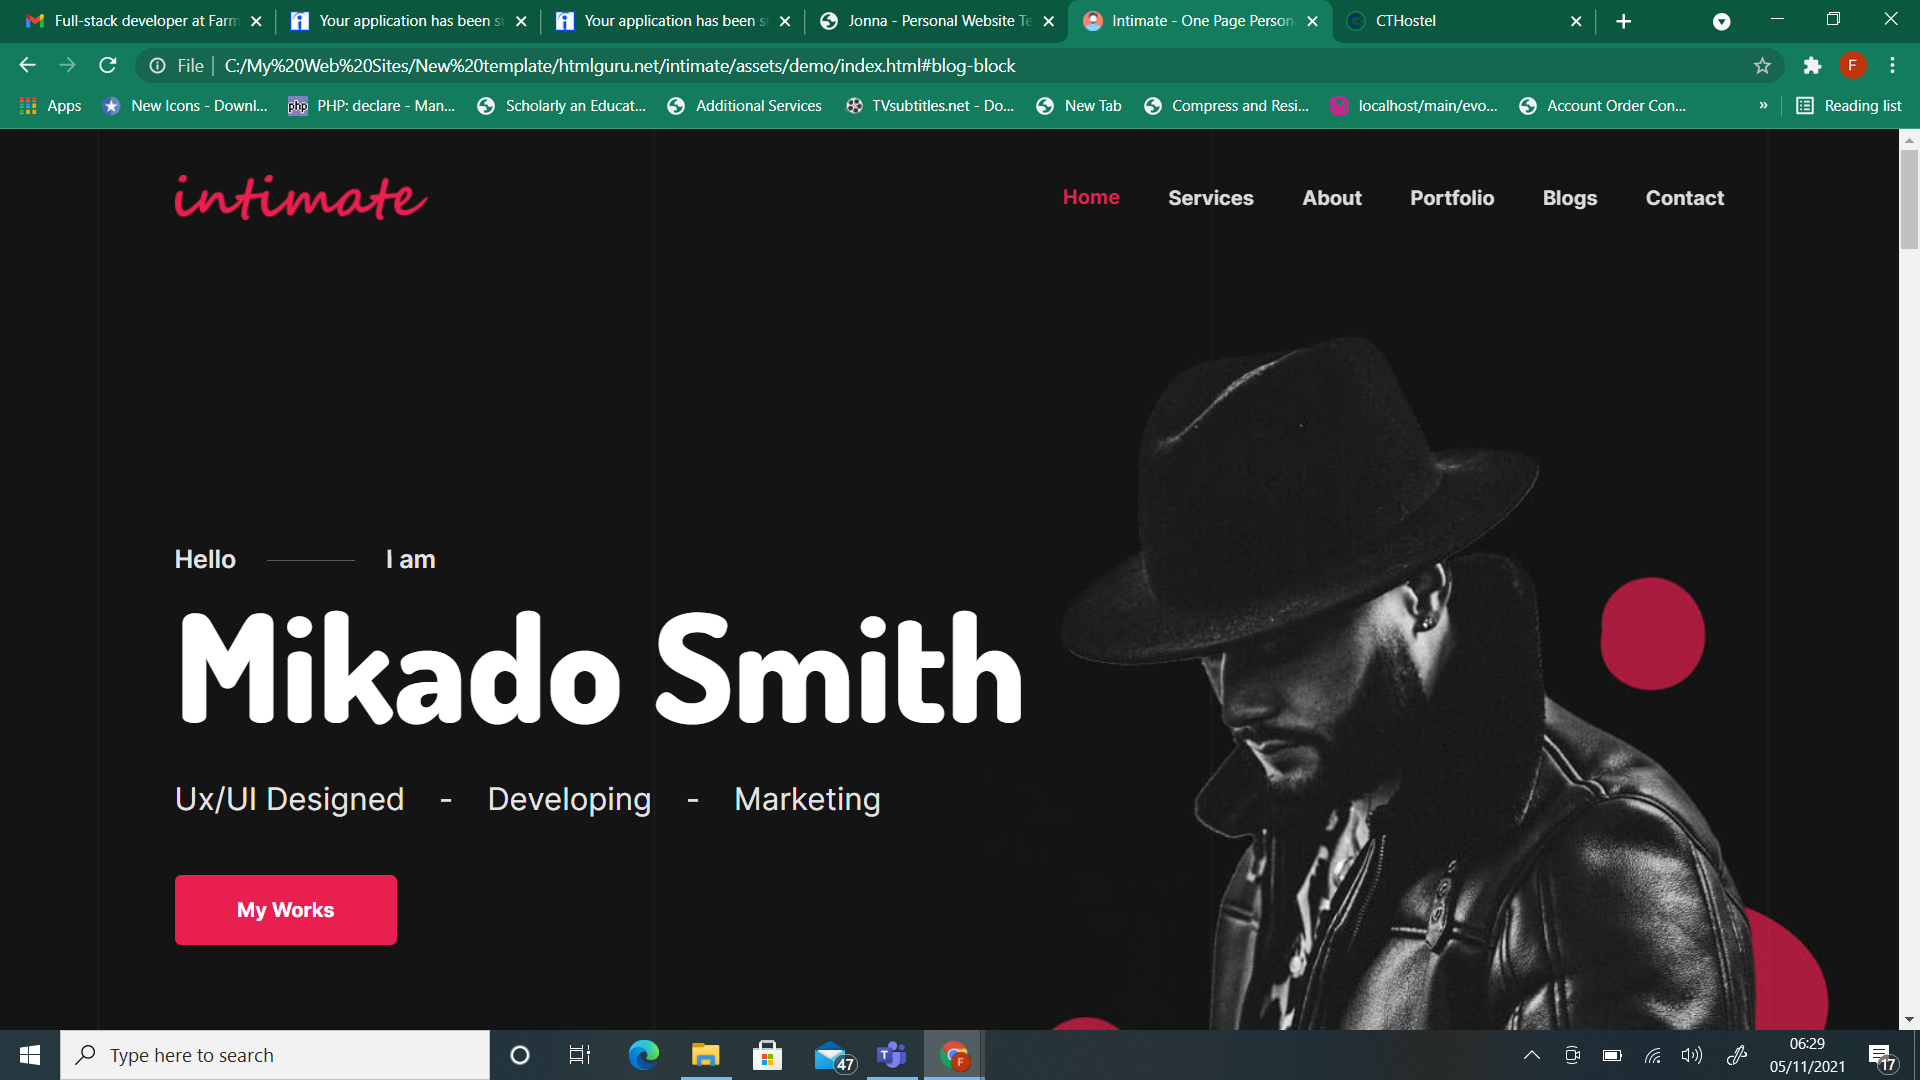 Full-stack developer at Farm
Your application has been su
Your application has been su
Jonna - Personal Website Te
Intimate - One Page Persona
CTHostel
File
C:/My%20Web%20Sites/New%20template/htmlguru.net/intimate/assets/demo/index.html#blog-block
F
Apps
New Icons - Downl...
php
PHP: declare - Man...
Scholarly an Educat...
Additional Services
TVsubtitles.net - Do...
New Tab
Compress and Resi...
localhost/main/evo...
Account Order Con...
»
Reading list
intimate
Home
Services
About
Portfolio
Blogs
Contact
Hello
I am
Mikado Smith
Ux/UI Designed - Developing - Marketing
My Works
Type here to search
47
F
06:29
05/11/2021
17